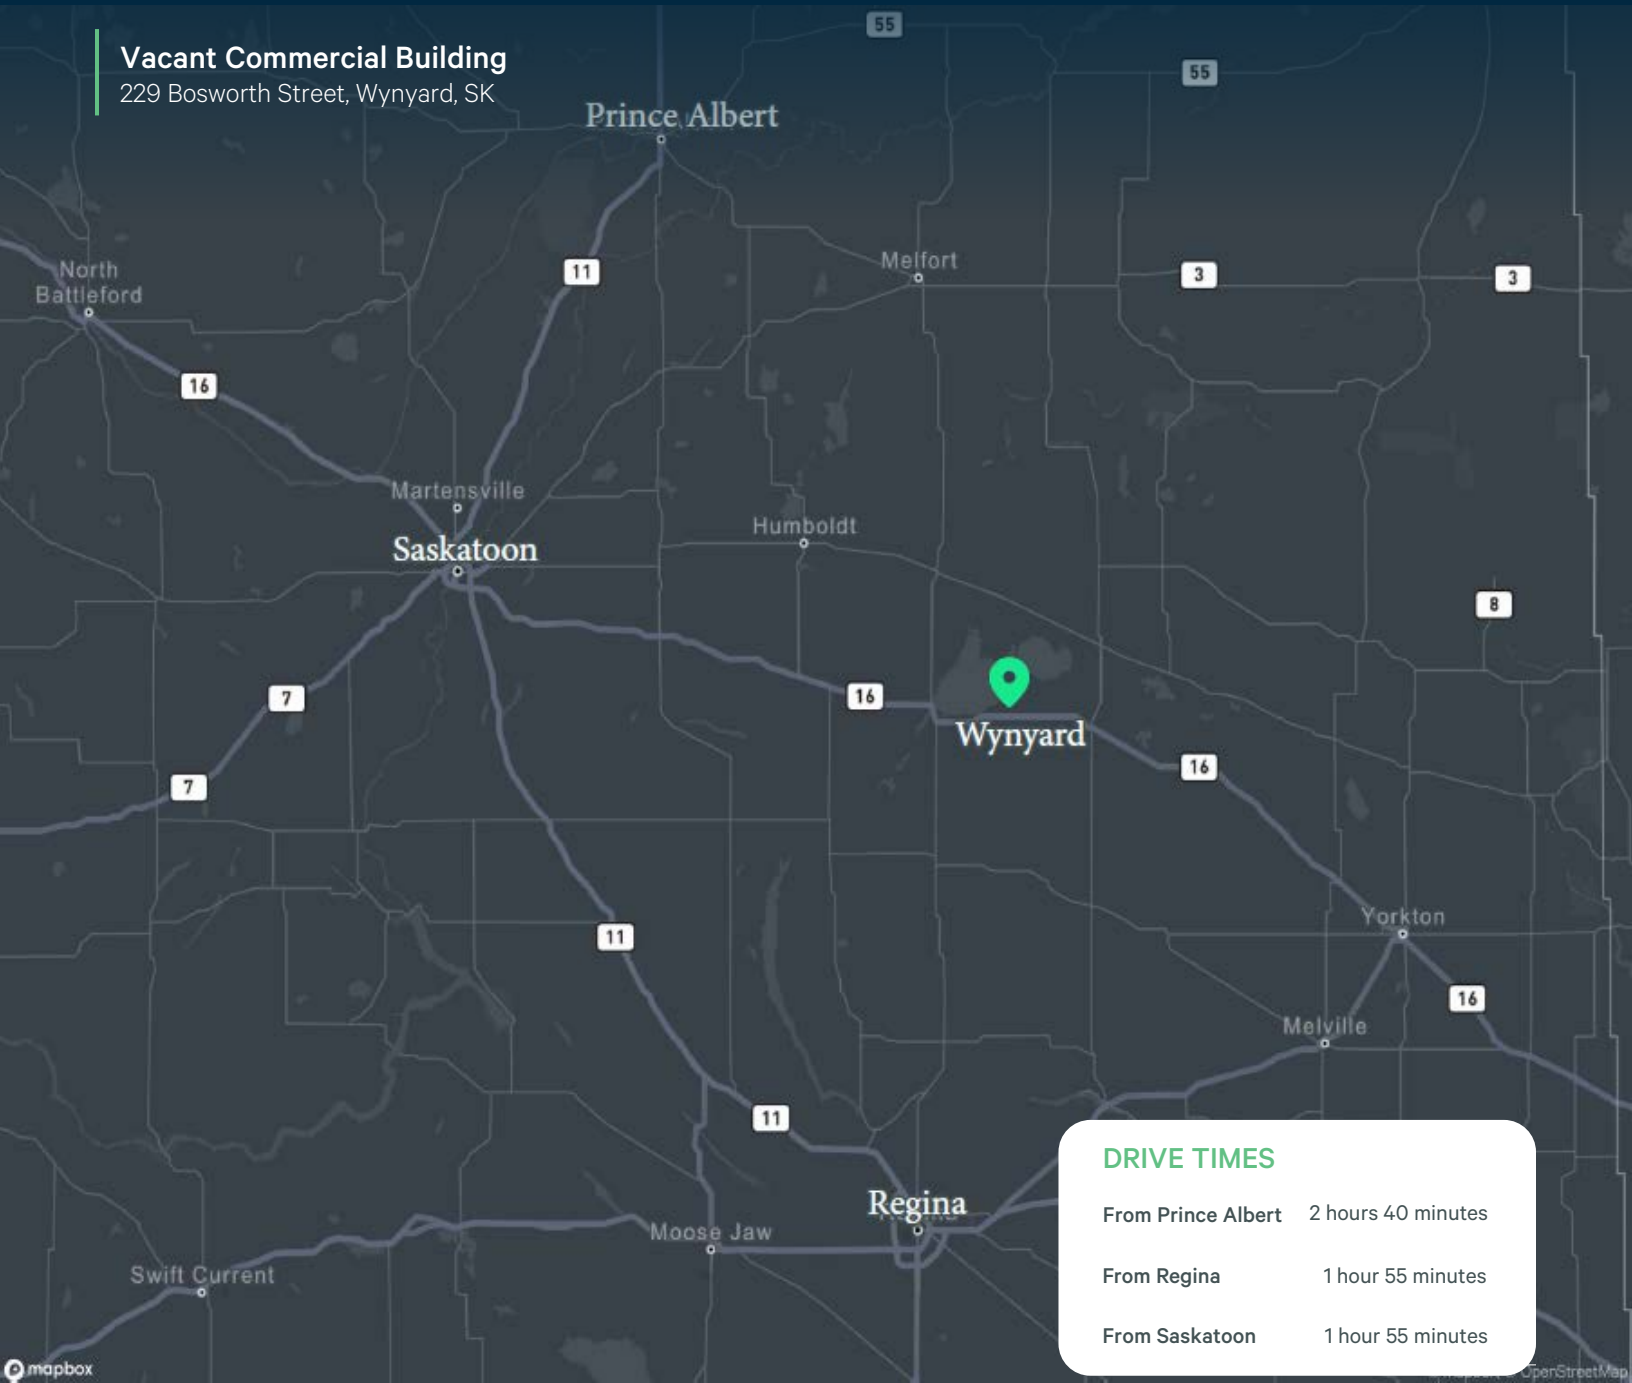 55
Vacant Commercial Building
229 Bosworth Street, Wynyard, SK
55
Prince Albert
Melfort
North
Battleford
11
3
3
16
Martensville
Humboldt
Saskatoon
8
7
16
Wynyard
16
7
Yorkton
11
16
Melville
11
DRIVE TIMES
Regina
From Prince Albert 2 hours 40 minutes
Moose Jaw
Swift Current
From Regina 1 hour 55 minutes
From Saskatoon 1 hour 55 minutes
mapbox
OpenStreetMap